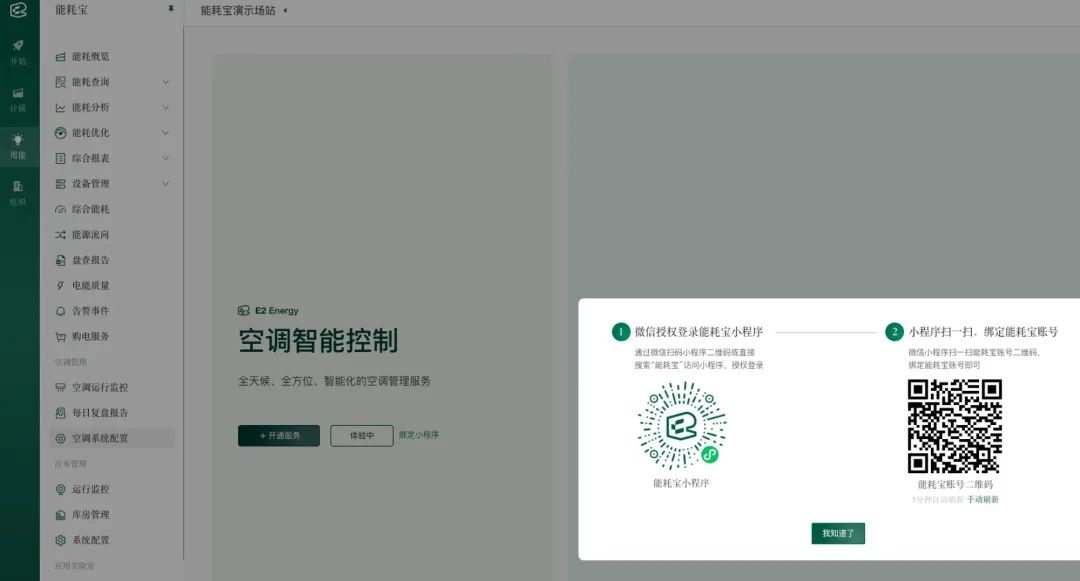 能耗宝
能耗宝演示场站
开始
计碳
用能
组织
能耗概览
能耗查询
能耗分析
能耗优化
综合报表
设备管理
综合能耗
能源流向
盘查报告
电能质量
告警事件
购电服务
空调管理
空调运行监控
每日复盘报告
空调系统配置
冷库管理
运行监控
库房管理
系统配置
应用实验室
E2 Energy
空调智能控制
全天候、全方位、智能化的空调管理服务
+ 开通服务
体验中
绑定小程序
1 微信授权登录能耗宝小程序
通过微信扫码小程序二维码或直接
搜索“能耗宝”访问小程序，授权登录
能耗宝小程序
2 小程序扫一扫，绑定能耗宝账号
微信小程序扫一扫能耗宝账号二维码，
绑定能耗宝账号即可
能耗宝账号二维码
5分钟自动刷新 手动刷新
我知道了